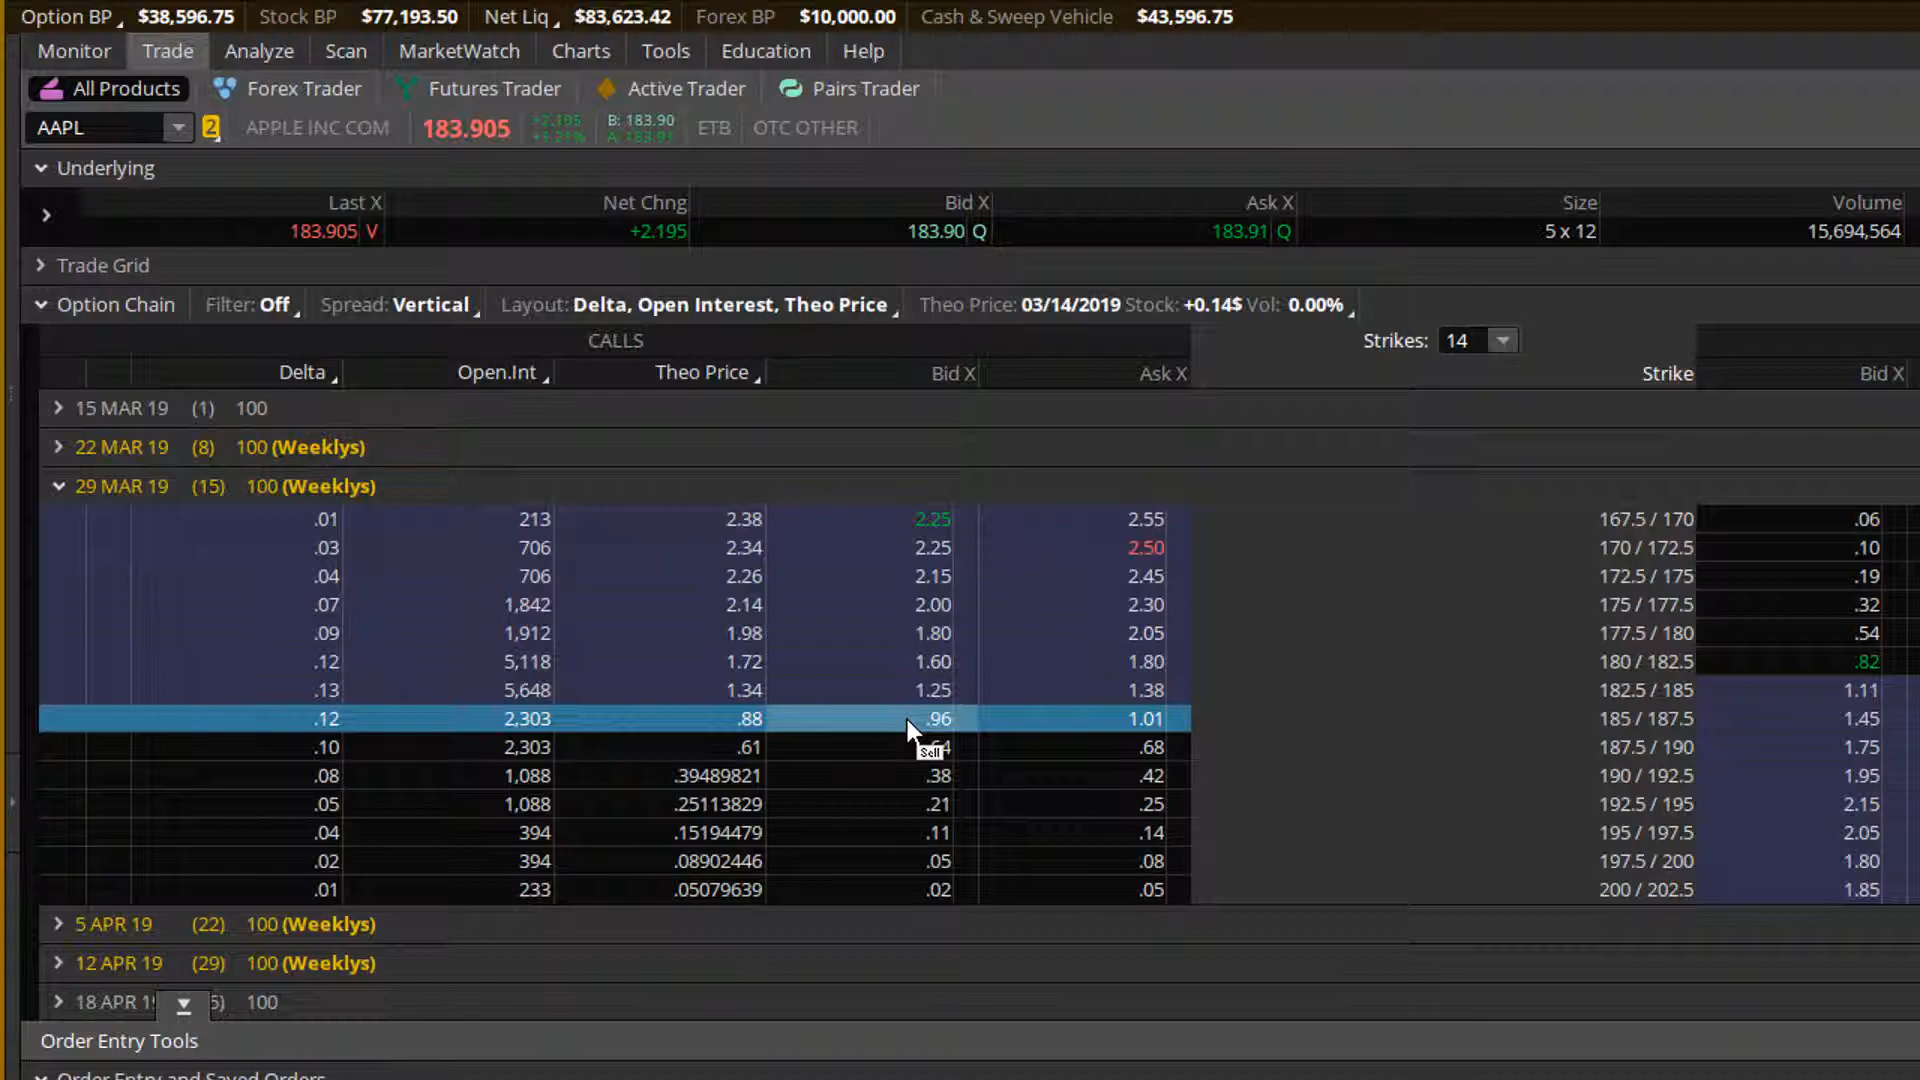 Option BP $38,596.75 Stock BP $77,193.50 Net Liq $83,623.42 Forex BP $10,000.00 Cash & Sweep Vehicle $43,596.75
Monitor Trade Analyze Scan MarketWatch Charts Tools Education Help
All Products Forex Trader Futures Trader Active Trader Pairs Trader
AAPL 2 APPLE INC COM 183.905 +2.195 +1.21% B: 183.90 A: 183.91 ETB OTC OTHER
Underlying
Last X Net Chng Bid X Ask X Size Volume
183.905 V +2.195 183.90 Q 183.91 Q 5 x 12 15,694,564
Trade Grid
Option Chain Filter: Off Spread: Vertical Layout: Delta, Open Interest, Theo Price Theo Price: 03/14/2019 Stock: +0.14$ Vol: 0.00%
CALLS Strikes: 14
Delta Open.Int Theo Price Bid X Ask X Strike Bid X
15 MAR 19 (1) 100
22 MAR 19 (8) 100 (Weeklys)
29 MAR 19 (15) 100 (Weeklys)
.01 213 2.38 2.25 2.55 167.5 / 170 .06
.03 706 2.34 2.25 2.50 170 / 172.5 .10
.04 706 2.26 2.15 2.45 172.5 / 175 .19
.07 1,842 2.14 2.00 2.30 175 / 177.5 .32
.09 1,912 1.98 1.80 2.05 177.5 / 180 .54
.12 5,118 1.72 1.60 1.80 180 / 182.5 .82
.13 5,648 1.34 1.25 1.38 182.5 / 185 1.11
.12 2,303 .88 .96 1.01 185 / 187.5 1.45
.10 2,303 .61 Sell .68 187.5 / 190 1.75
.08 1,088 .39489821 .38 .42 190 / 192.5 1.95
.05 1,088 .25113829 .21 .25 192.5 / 195 2.15
.04 394 .15194479 .11 .14 195 / 197.5 2.05
.02 394 .08902446 .05 .08 197.5 / 200 1.80
.01 233 .05079639 .02 .05 200 / 202.5 1.85
5 APR 19 (22) 100 (Weeklys)
12 APR 19 (29) 100 (Weeklys)
18 APR 100
Order Entry Tools
Order Entry and Saved Orders